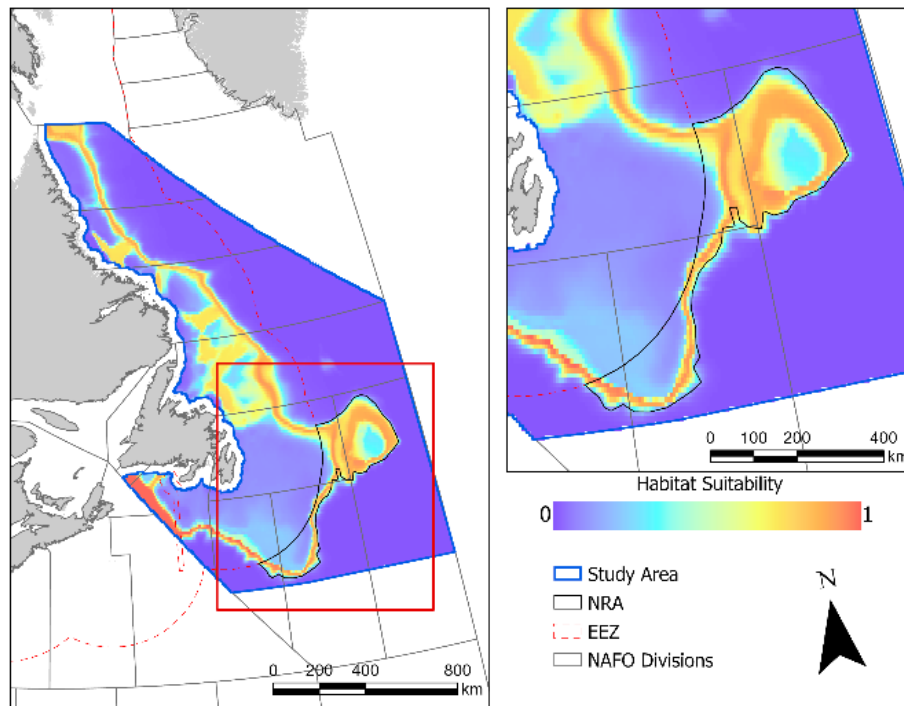 0 100 200 400
km
Habitat Suitability
0 1
Study Area
NRA
EEZ
NAFO Divisions
N
0 200 400 800
km